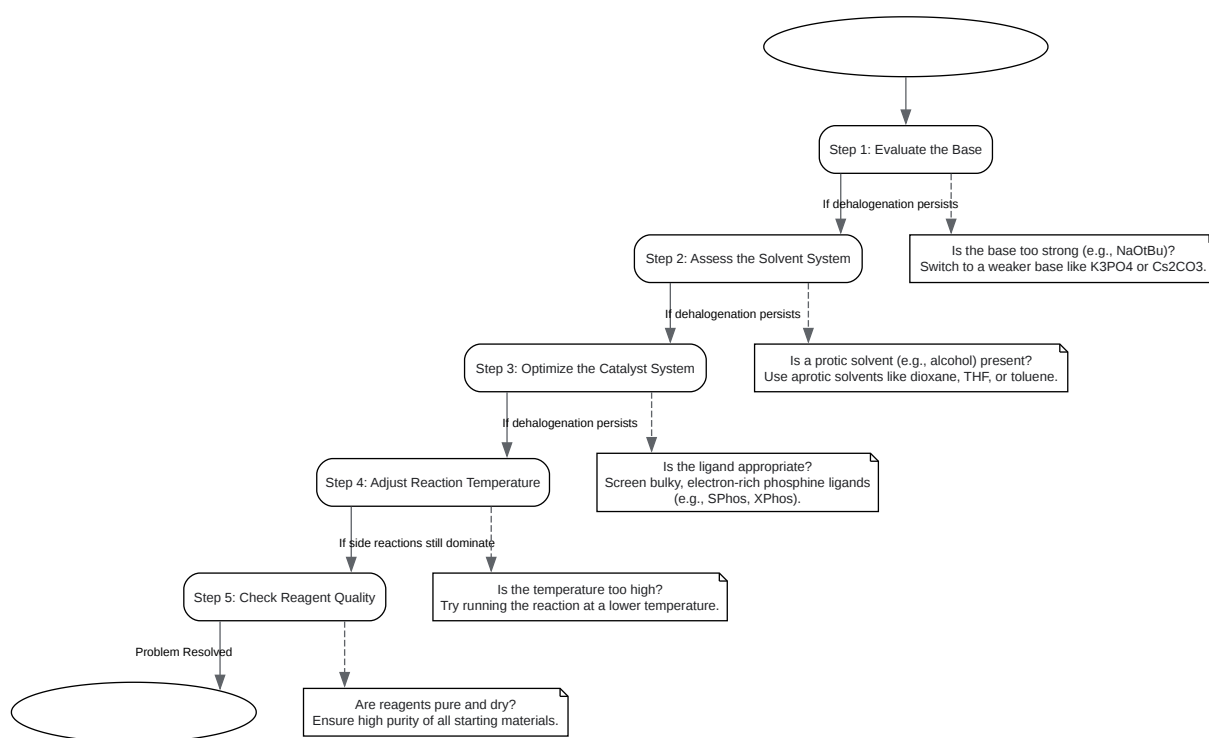 Step 1: Evaluate the Base
If dehalogenation persists
Step 2: Assess the Solvent System
Is the base too strong (e.g., NaOtBu)?
Switch to a weaker base like K3PO4 or Cs2CO3.
If dehalogenation persists
Step 3: Optimize the Catalyst System
Is a protic solvent (e.g., alcohol) present?
Use aprotic solvents like dioxane, THF, or toluene.
If dehalogenation persists
Step 4: Adjust Reaction Temperature
Is the ligand appropriate?
Screen bulky, electron-rich phosphine ligands
(e.g., SPhos, XPhos).
If side reactions still dominate
Step 5: Check Reagent Quality
Is the temperature too high?
Try running the reaction at a lower temperature.
Problem Resolved
Are reagents pure and dry?
Ensure high purity of all starting materials.